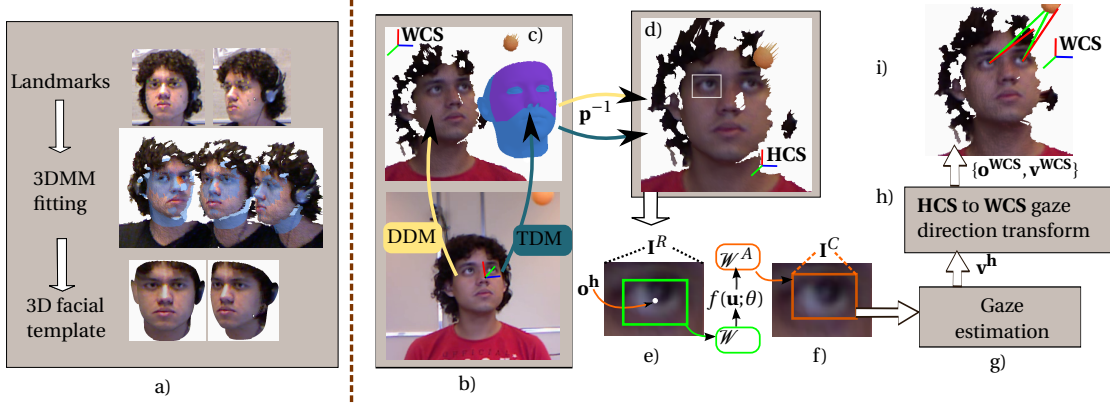 Landmarks
3DMM
fitting
3D facial
template
a)
WCS
c)
DDM
TDM
b)
p⁻¹
d)
HCS
I^R
o^h
e)
𝒲^A
f(u;θ)
𝒲
I^C
f)
i)
WCS
{o^WCS, v^WCS}
h)
HCS to WCS gaze
direction transform
v^h
Gaze
estimation
g)